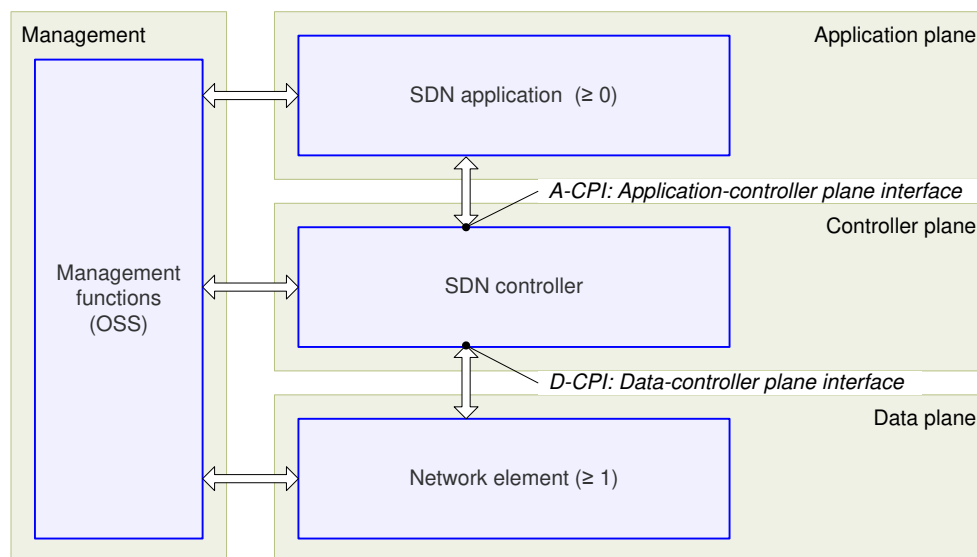 Management
Application plane
SDN application (≥ 0)
A-CPI: Application-controller plane interface
Controller plane
Management
functions
(OSS)
SDN controller
D-CPI: Data-controller plane interface
Data plane
Network element (≥ 1)